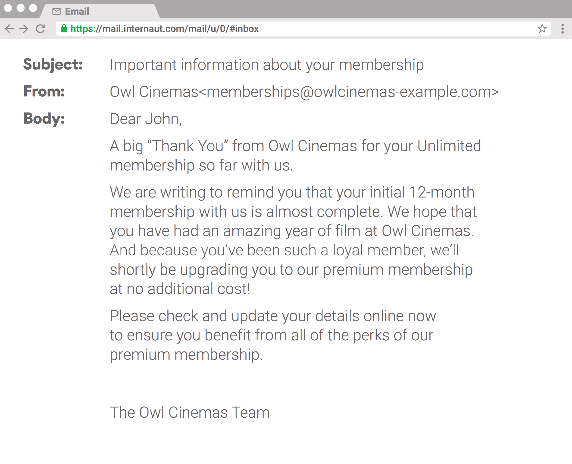 Email
https://mail.internaut.com/mail/u/0/#inbox
Subject: Important information about your membership
From: Owl Cinemas<memberships@owlcinemas-example.com>
Body: Dear John,
A big “Thank You” from Owl Cinemas for your Unlimited
membership so far with us.
We are writing to remind you that your initial 12-month
membership with us is almost complete. We hope that
you have had an amazing year of film at Owl Cinemas.
And because you’ve been such a loyal member, we’ll
shortly be upgrading you to our premium membership
at no additional cost!
Please check and update your details online now
to ensure you benefit from all of the perks of our
premium membership.
The Owl Cinemas Team